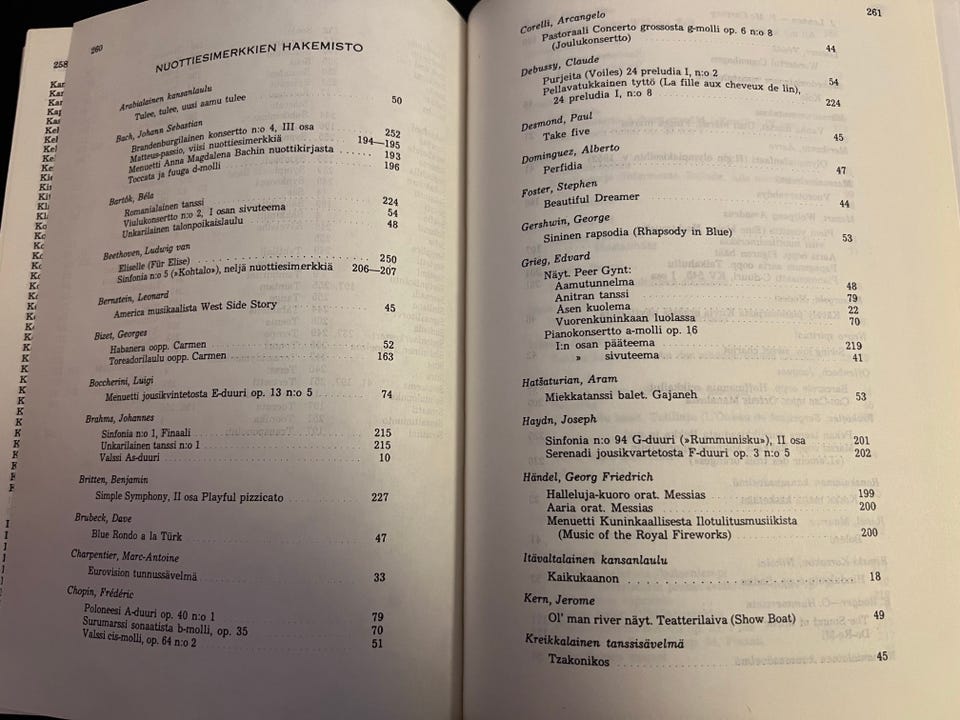 258
Kar
260
NUOTTIESIMERKKIEN HAKEMISTO
Arabialainen kansanlaulu
Tulee, tulee, uusi aamu tulee 50
Bach, Johann Sebastian
Brandenburgilainen konsertto n:o 4, III osa 252
Matteus-passio, viisi nuottiesimerkkiä 194—195
Menuetti Anna Magdalena Bachin nuottikirjasta 193
Toccata ja fuuga d-molli 196
Bartók, Béla
Romanialainen tanssi 224
Viulukonsertto n:o 2, I osan sivuteema 54
Unkarilainen talonpoikaislaulu 48
Beethoven, Ludwig van
Eliselle (Für Elise) 250
Sinfonia n:o 5 (»Kohtalo»), neljä nuottiesimerkkiä 206—207
Bernstein, Leonard
America musikaalista West Side Story 45
Bizet, Georges
Habanera oopp. Carmen 52
Toreadorilaulu oopp. Carmen 163
Boccherini, Luigi
Menuetti jousikvintetosta E-duuri op. 13 n:o 5 74
Brahms, Johannes
Sinfonia n:o 1, Finaali 215
Unkarilainen tanssi n:o 1 215
Valssi As-duuri 10
Britten, Benjamin
Simple Symphony, II osa Playful pizzicato 227
Brubeck, Dave
Blue Rondo a la Türk 47
Charpentier, Marc-Antoine
Eurovision tunnussävelmä 33
Chopin, Frédéric
Poloneesi A-duuri op. 40 n:o 1 79
Surumarssi sonaatista b-molli, op. 35 70
Valssi cis-molli, op. 64 n:o 2 51
261
Corelli, Arcangelo
Pastoraali Concerto grossosta g-molli op. 6 n:o 8
(Joulukonsertto) 44
Debussy, Claude
Purjeita (Voiles) 24 preludia I, n:o 2 54
Pellavatukkainen tyttö (La fille aux cheveux de lin),
24 preludia I, n:o 8 224
Desmond, Paul
Take five 45
Dominguez, Alberto
Perfidia 47
Foster, Stephen
Beautiful Dreamer 44
Gershwin, George
Sininen rapsodia (Rhapsody in Blue) 53
Grieg, Edvard
Näyt. Peer Gynt:
Aamutunnelma 48
Anitran tanssi 79
Åsen kuolema 22
Vuorenkuninkaan luolassa 70
Pianokonsertto a-molli op. 16
I:n osan pääteema 219
» sivuteema 41
Hatšaturian, Aram
Miekkatanssi balet. Gajaneh 53
Haydn, Joseph
Sinfonia n:o 94 G-duuri (»Rummunisku»), II osa 201
Serenadi jousikvartetosta F-duuri op. 3 n:o 5 202
Händel, Georg Friedrich
Halleluja-kuoro orat. Messias 199
Aaria orat. Messias 200
Menuetti Kuninkaallisesta Ilotulitusmusiikista
(Music of the Royal Fireworks) 200
Itävaltalainen kansanlaulu
Kaikukaanon 18
Kern, Jerome
Ol' man river näyt. Teatterilaiva (Show Boat) 49
Kreikkalainen tanssisävelmä
Tzakonikos 45